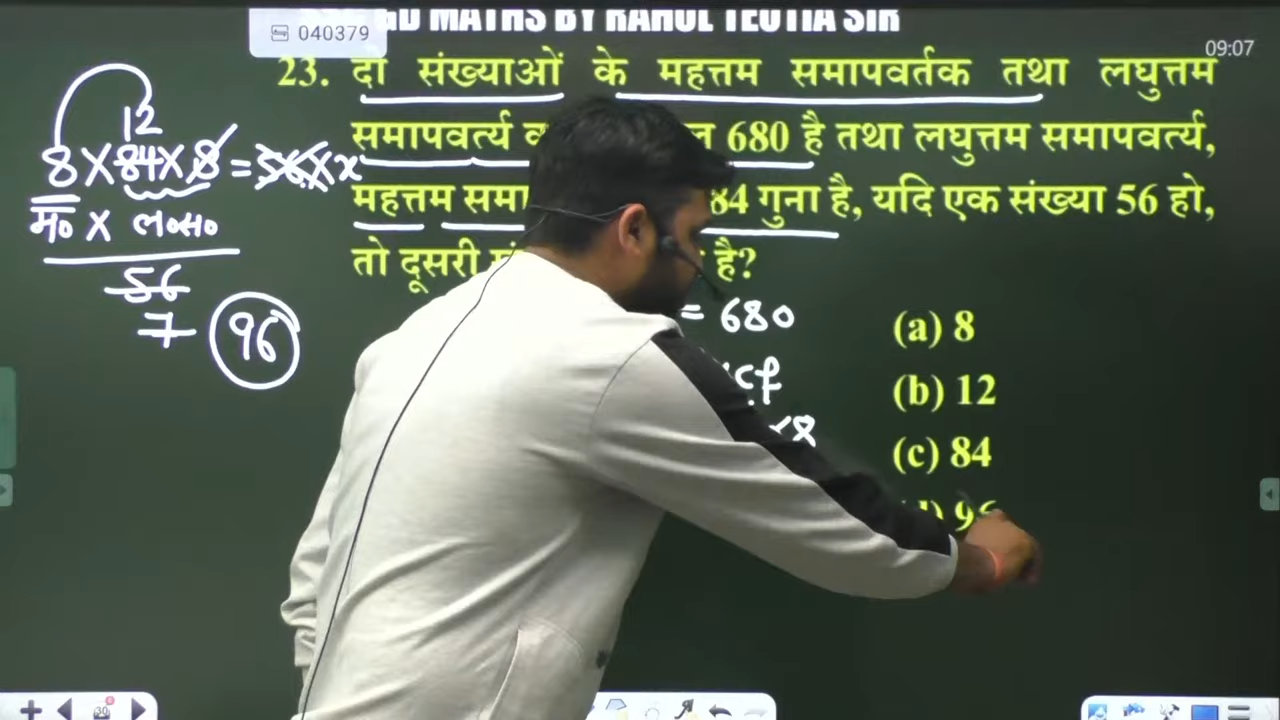 MATHS BY RAHUL TEOTIA SIR
040379
09:07
23. दो संख्याओं के महत्तम समापवर्तक तथा लघुत्तम
समापवर्त्य 680 है तथा लघुत्तम समापवर्त्य,
महत्तम 84 गुना है, यदि एक संख्या 56 हो,
तो दूसरी है?
12
8 X 84 X 8 = 56 X x
म० X ल०स०
56
7
96
= 680
(a) 8
(b) 12
(c) 84
96